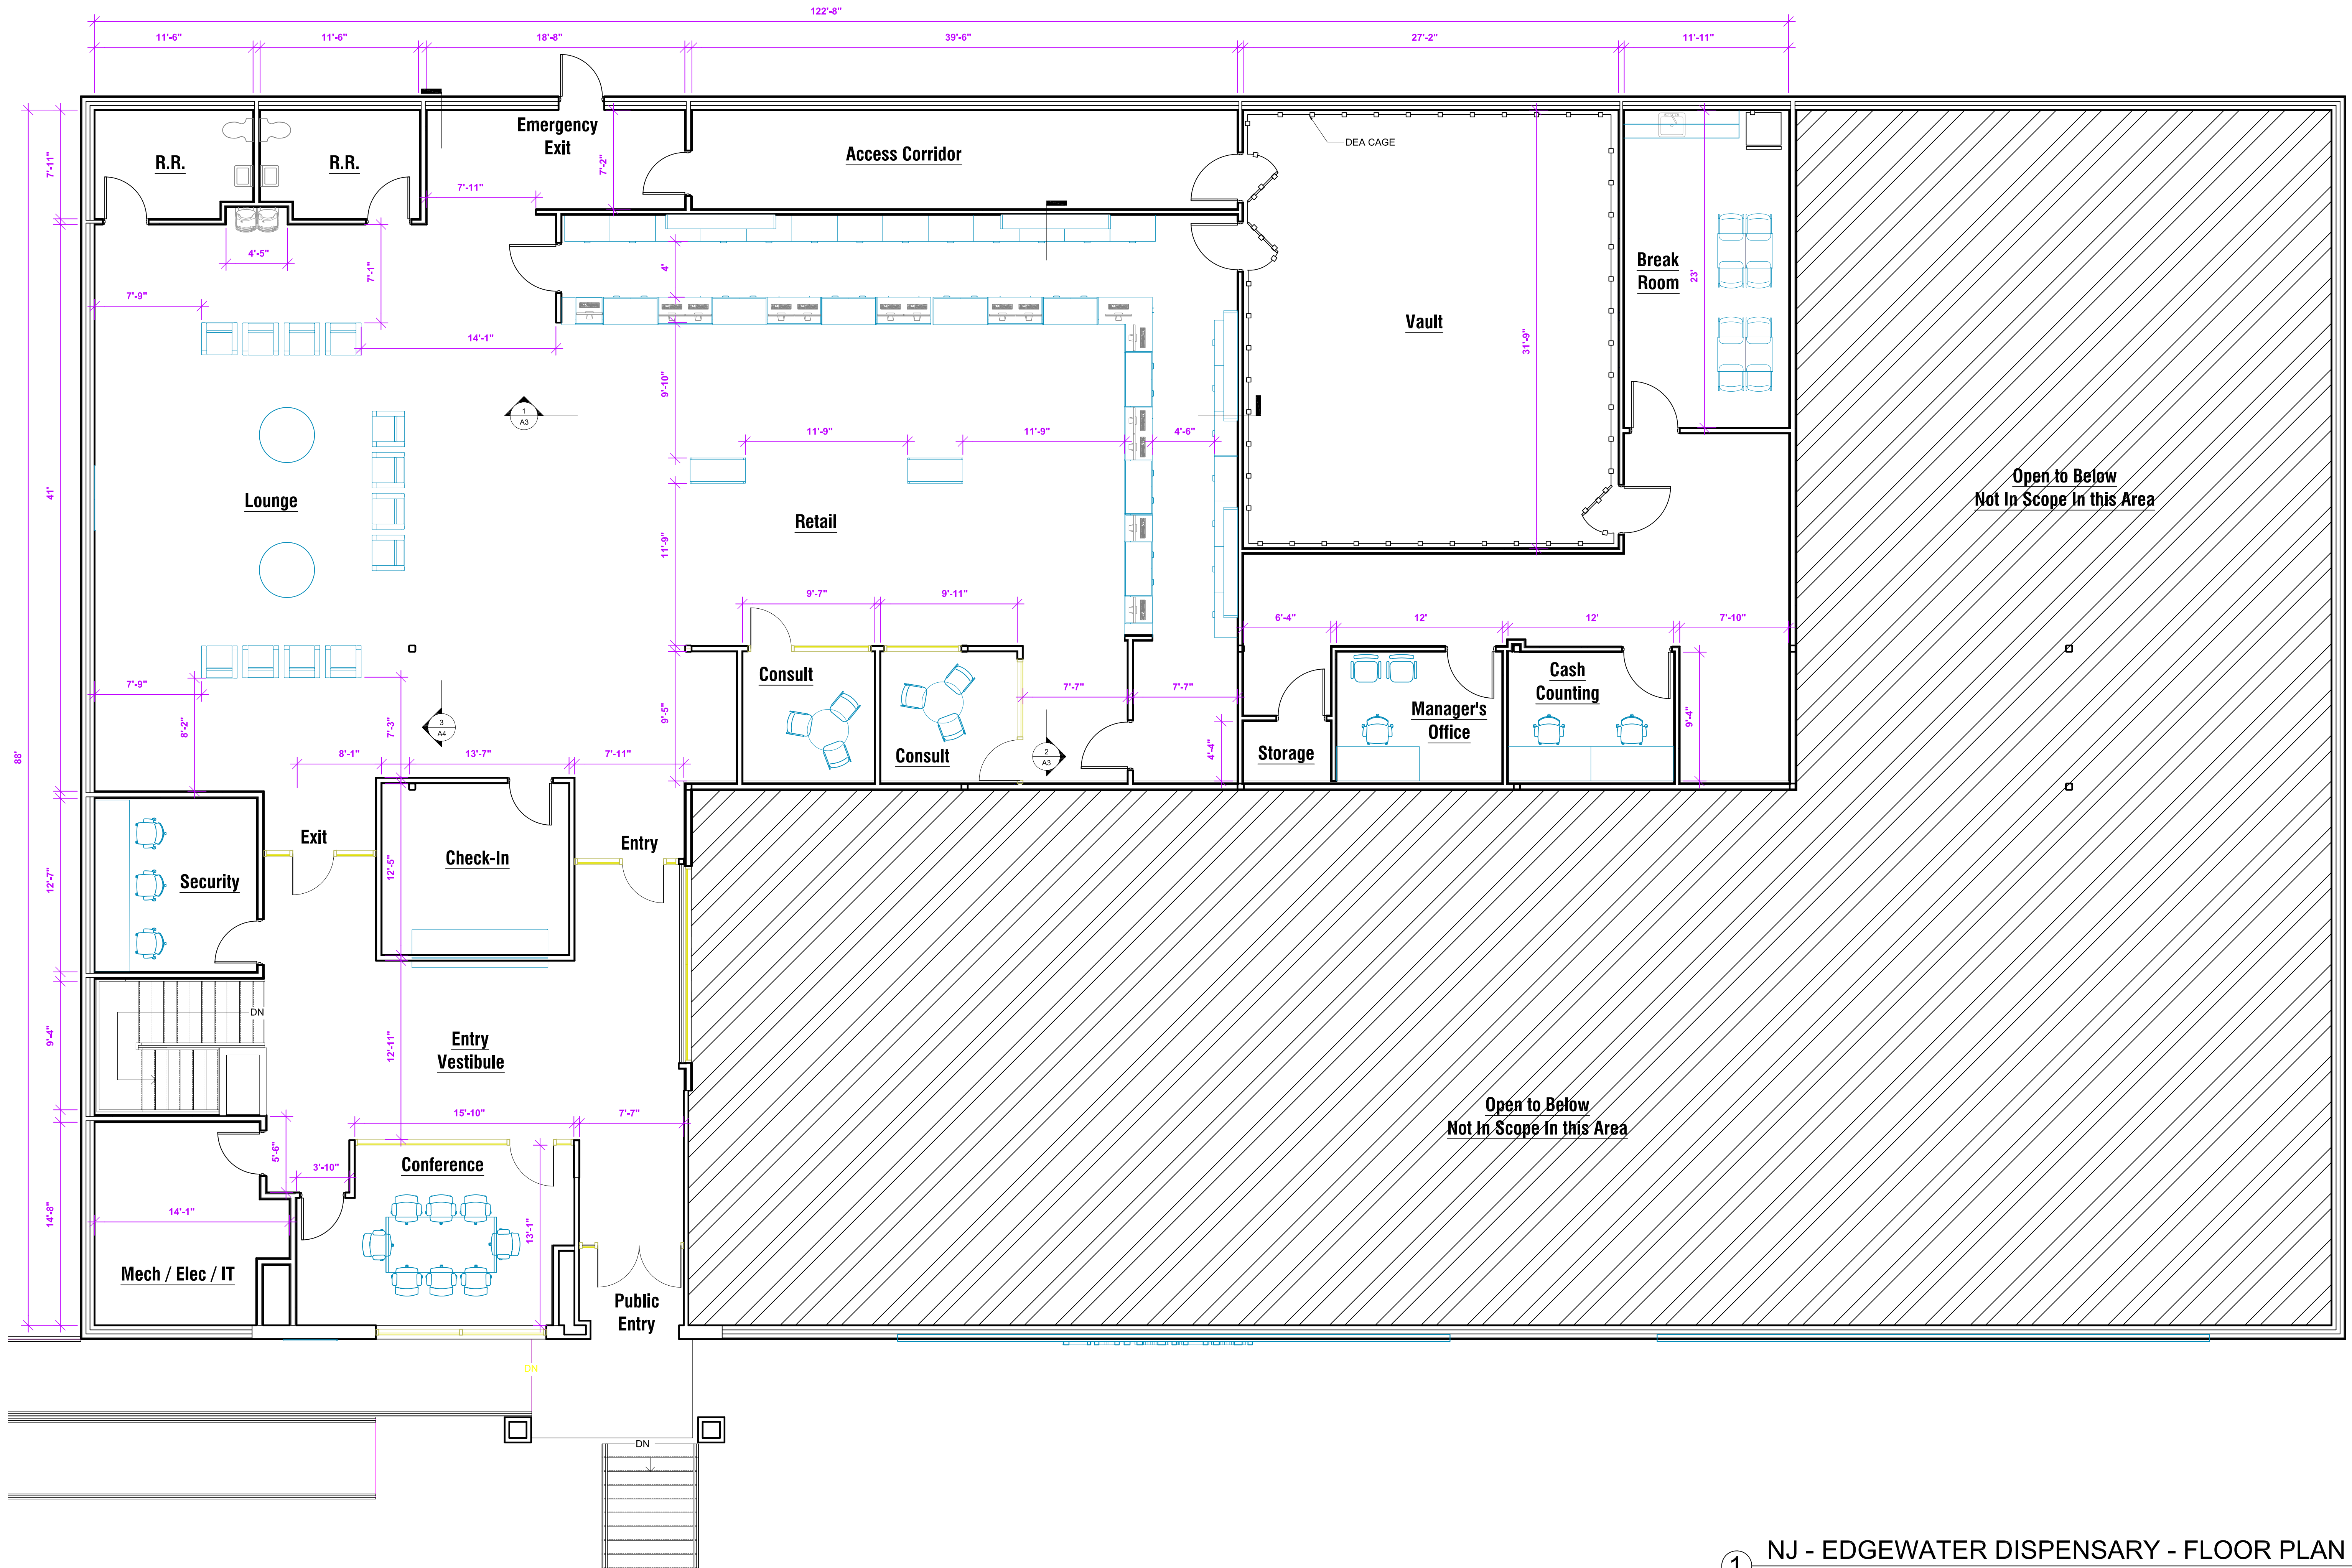 122'-8"
11'-6"
11'-6"
18'-8"
39'-6"
27'-2"
11'-11"
Emergency
Exit
R.R.
R.R.
Access Corridor
DEA CAGE
7'-11"
7'-2"
7'-11"
4'-5"
7'-1"
4'
7'-9"
14'-1"
Break
Room
23'
Vault
31'-9"
9'-10"
1
A3
11'-9"
11'-9"
4'-6"
Open to Below
Not In Scope In this Area
41'
Lounge
Retail
11'-9"
9'-7"
9'-11"
6'-4"
12'
12'
7'-10"
7'-9"
8'-2"
7'-3"
3
A4
9'-5"
Consult
7'-7"
7'-7"
Cash
Counting
Manager's
Office
9'-4"
88'
8'-1"
13'-7"
7'-11"
Consult
2
A3
4'-4"
Storage
Exit
Entry
Check-In
12'-5"
12'-7"
Security
DN
9'-4"
12'-11"
Entry
Vestibule
15'-10"
7'-7"
Open to Below
Not In Scope In this Area
5'-6"
3'-10"
Conference
14'-8"
14'-1"
13'-1"
Mech / Elec / IT
Public
Entry
DN
DN
1
NJ - EDGEWATER DISPENSARY - FLOOR PLAN